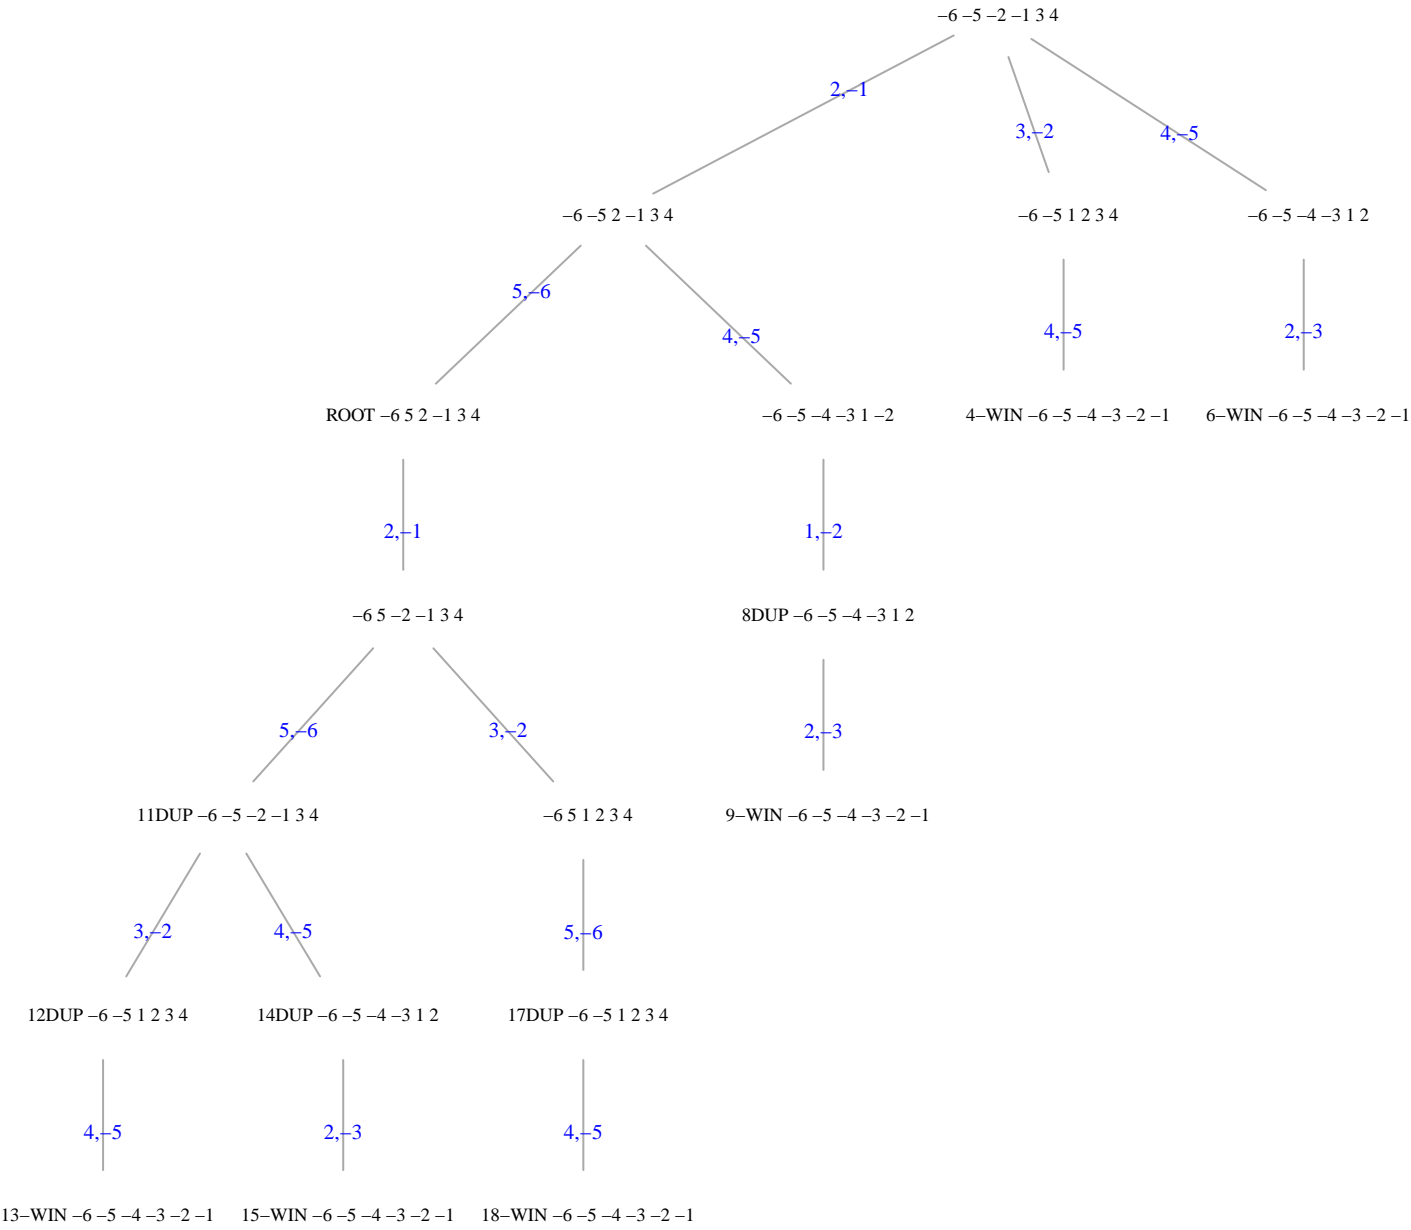 –6 –5 –2 –1 3 4
2,–1
3,–2
4,–5
–6 –5 2 –1 3 4
–6 –5 1 2 3 4
–6 –5 –4 –3 1 2
5,–6
4,–5
4,–5
2,–3
ROOT –6 5 2 –1 3 4
–6 –5 –4 –3 1 –2
4–WIN –6 –5 –4 –3 –2 –1
6–WIN –6 –5 –4 –3 –2 –1
2,–1
1,–2
–6 5 –2 –1 3 4
8DUP –6 –5 –4 –3 1 2
5,–6
3,–2
2,–3
11DUP –6 –5 –2 –1 3 4
–6 5 1 2 3 4
9–WIN –6 –5 –4 –3 –2 –1
3,–2
4,–5
5,–6
12DUP –6 –5 1 2 3 4
14DUP –6 –5 –4 –3 1 2
17DUP –6 –5 1 2 3 4
4,–5
2,–3
4,–5
13–WIN –6 –5 –4 –3 –2 –1
15–WIN –6 –5 –4 –3 –2 –1
18–WIN –6 –5 –4 –3 –2 –1